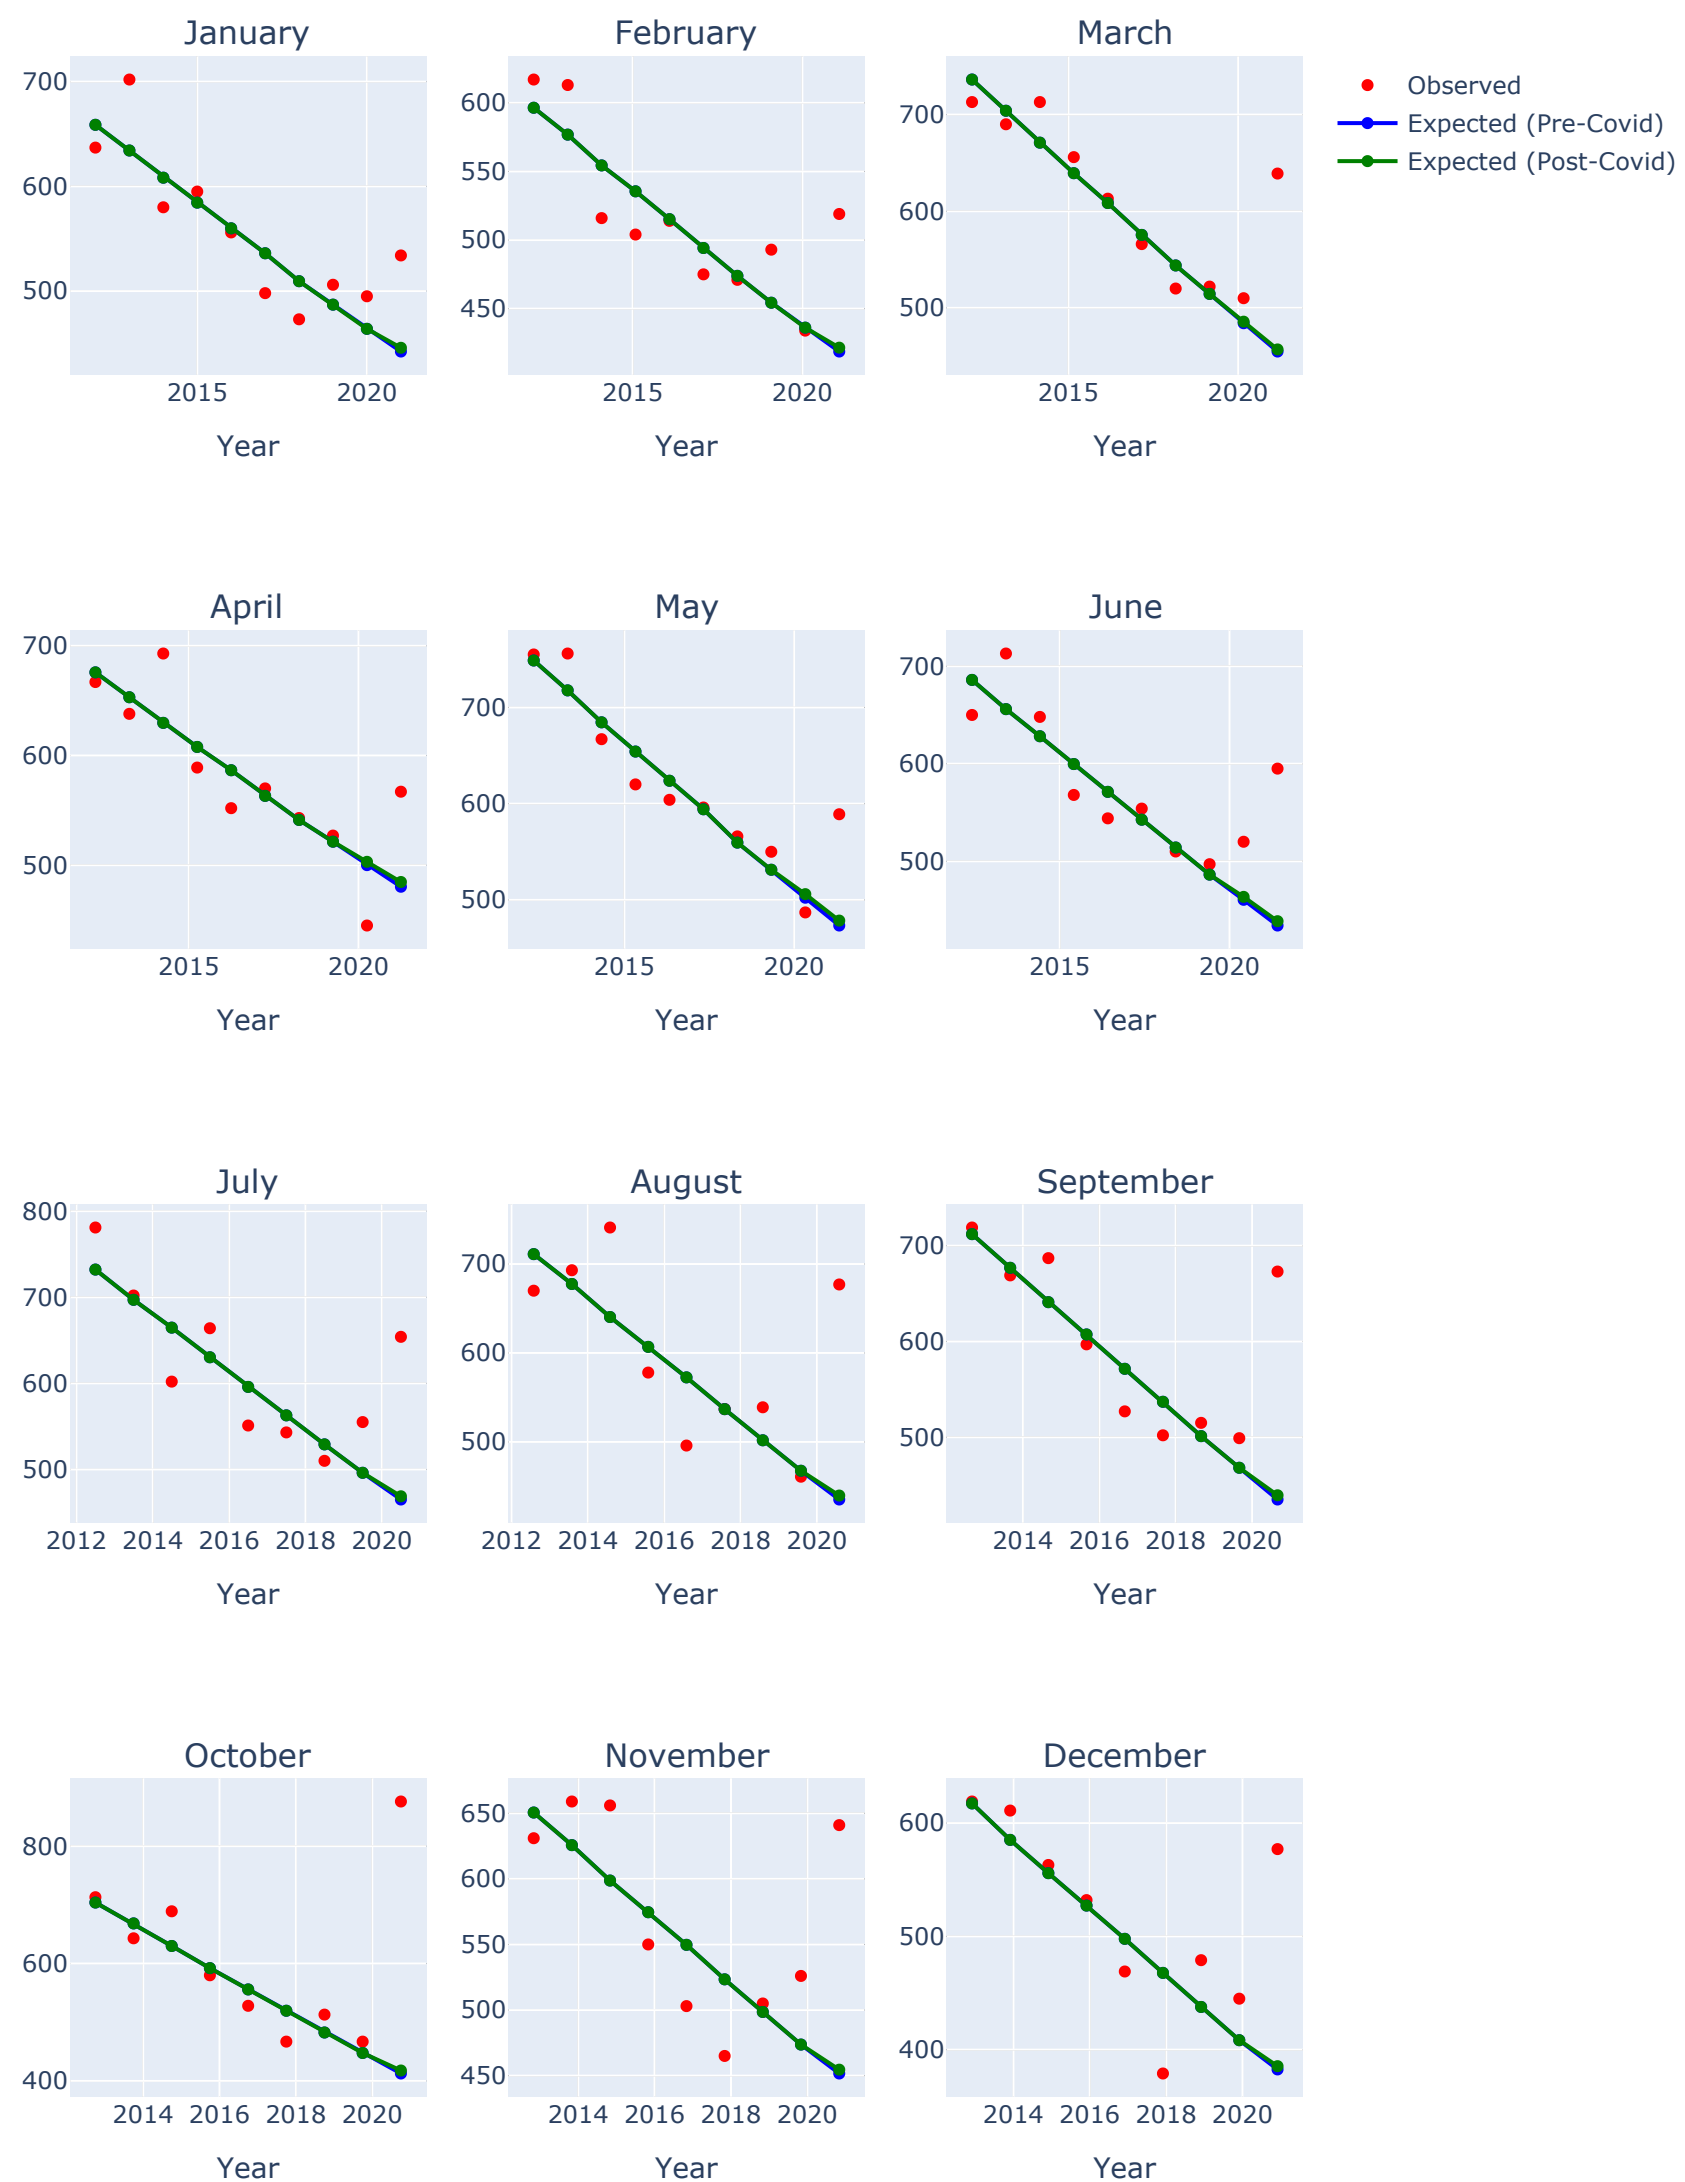 January
February
March
700
600
500
2015
2020
Year
600
550
500
450
2015
2020
Year
700
600
500
2015
2020
Year
Observed
Expected (Pre-Covid)
Expected (Post-Covid)
April
May
June
700
600
500
2015
2020
Year
700
600
500
2015
2020
Year
700
600
500
2015
2020
Year
July
August
September
800
700
600
500
2012
2014
2016
2018
2020
Year
700
600
500
2012
2014
2016
2018
2020
Year
700
600
500
2014
2016
2018
2020
Year
October
November
December
800
600
400
2014
2016
2018
2020
Year
650
600
550
500
450
2014
2016
2018
2020
Year
600
500
400
2014
2016
2018
2020
Year